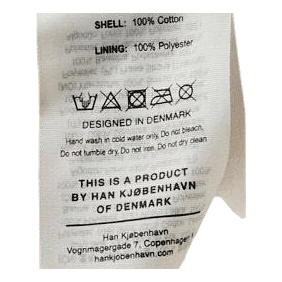 SHELL: 100% Cotton
LINING: 100% Polyester
DESIGNED IN DENMARK
Hand wash in cold water only, Do not bleach,
Do not tumble dry, Do not iron, Do not dry clean
THIS IS A PRODUCT
BY HAN KJØBENHAVN
OF DENMARK
Han Kjøbenhavn
Vognmagergade 7, Copenhagen
hankjobenhavn.com